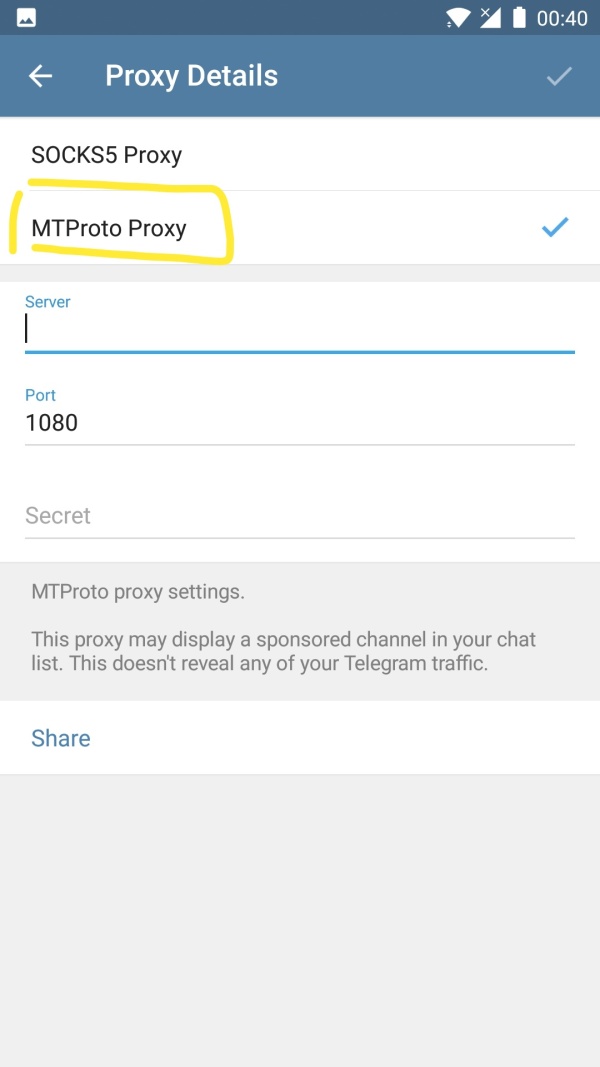 00:40
Proxy Details
SOCKS5 Proxy
MTProto Proxy
Server
Port
1080
Secret
MTProto proxy settings.
This proxy may display a sponsored channel in your chat
list. This doesn't reveal any of your Telegram traffic.
Share